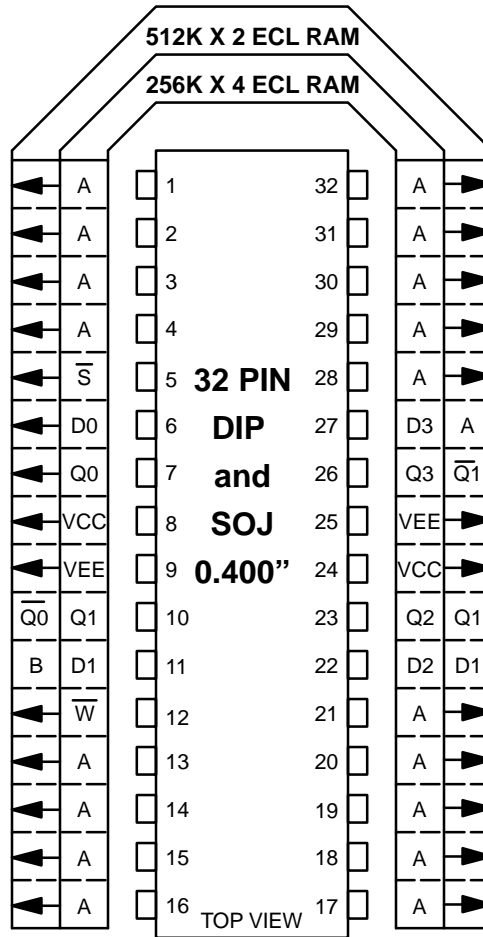 512K X 2 ECL RAM
256K X 4 ECL RAM
A 1 32 A
A 2 31 A
A 3 30 A
A 4 29 A
S̅ 5 32 PIN 28 A
D0 6 DIP 27 D3 A
Q0 7 and 26 Q3 Q̅1̅
VCC 8 SOJ 25 VEE
VEE 9 0.400” 24 VCC
Q̅0̅ Q1 10 23 Q2 Q1
B D1 11 22 D2 D1
W̅ 12 21 A
A 13 20 A
A 14 19 A
A 15 18 A
A 16 TOP VIEW 17 A